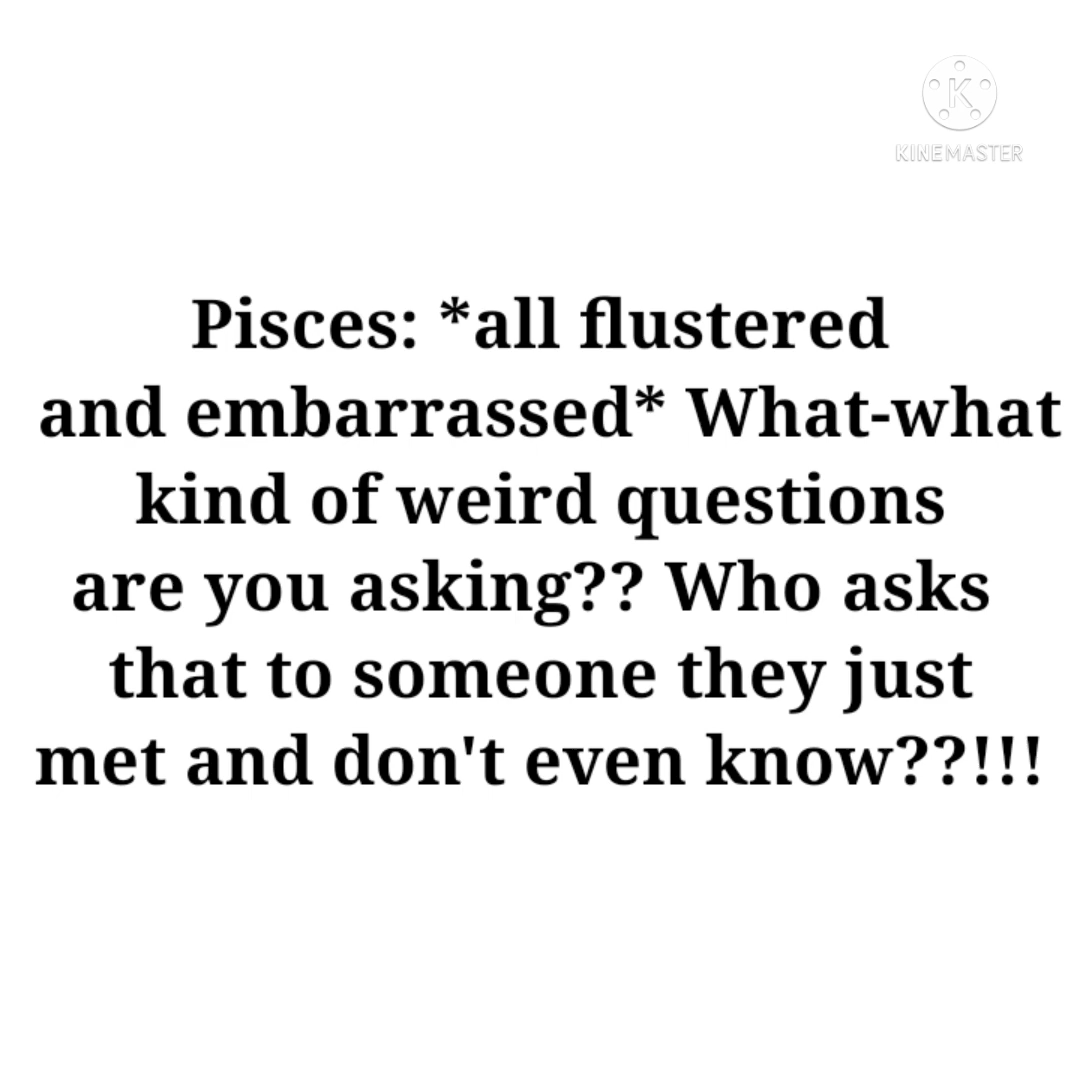 K
KINEMASTER
Pisces: *all flustered
and embarrassed* What-what
kind of weird questions
are you asking?? Who asks
that to someone they just
met and don't even know??!!!